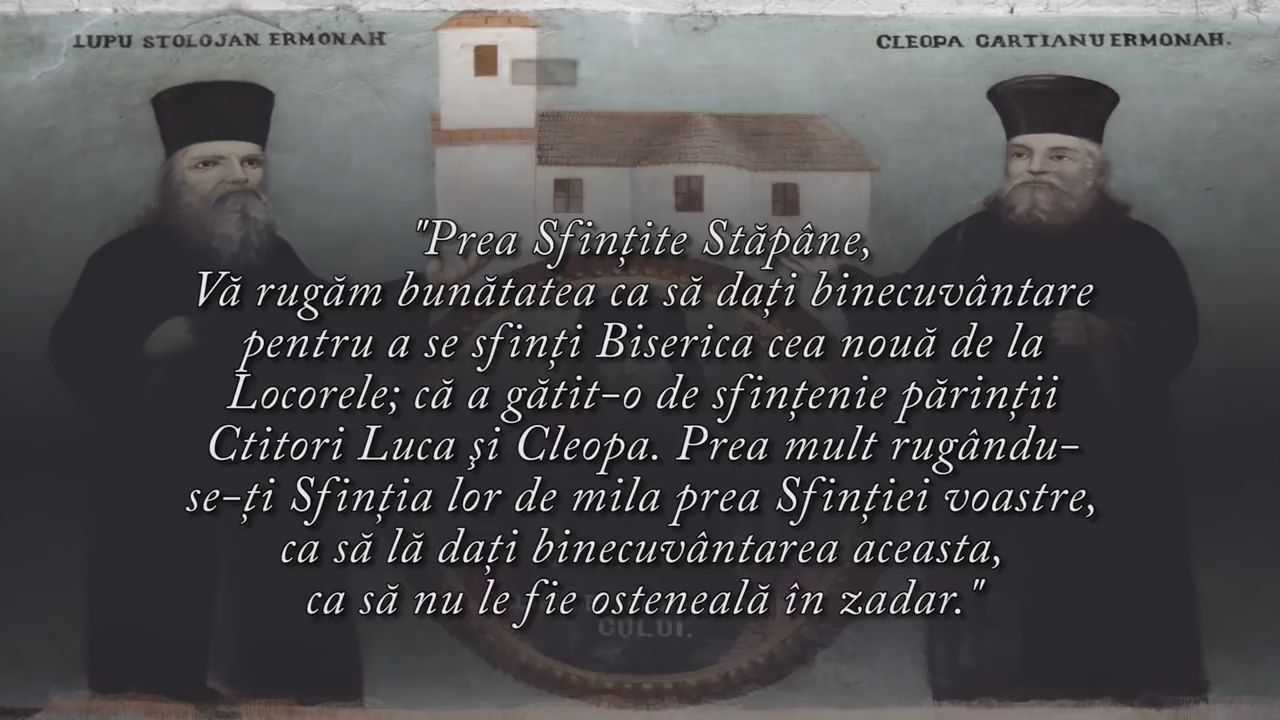 LUPU STOLOJAN ERMONAH
CLEOPA CARTIANU ERMONAH.
"Prea Sfințite Stăpâne,
Vă rugăm bunătatea ca să dați binecuvântare
pentru a se sfinți Biserica cea nouă de la
Locorele; că a gătit-o de sfințenie părinții
Ctitori Luca și Cleopa. Prea mult rugându-
se-ți Sfinția lor de mila prea Sfinției voastre,
ca să lă dați binecuvântarea aceasta,
ca să nu le fie osteneală în zadar."
CULUI.